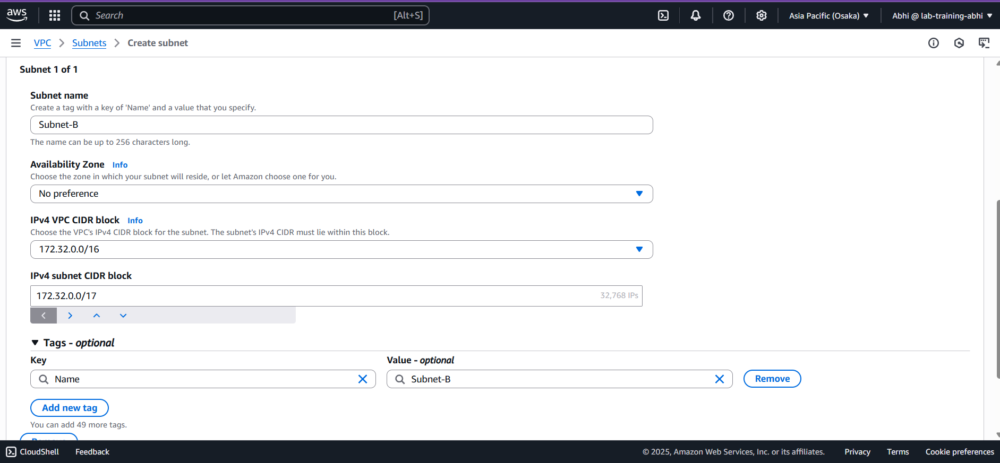 aws
Search [Alt+S] Asia Pacific (Osaka) Abhi @ lab-training-abhi
VPC Subnets Create subnet
Subnet 1 of 1
Subnet name
Create a tag with a key of 'Name' and a value that you specify.
Subnet-B
The name can be up to 256 characters long.
Availability Zone Info
Choose the zone in which your subnet will reside, or let Amazon choose one for you.
No preference
IPv4 VPC CIDR block Info
Choose the VPC's IPv4 CIDR block for the subnet. The subnet's IPv4 CIDR must lie within this block.
172.32.0.0/16
IPv4 subnet CIDR block
172.32.0.0/17 32,768 IPs
Tags - optional
Key Value - optional
Name Subnet-B Remove
Add new tag
You can add 49 more tags.
CloudShell Feedback © 2025, Amazon Web Services, Inc. or its affiliates. Privacy Terms Cookie preferences